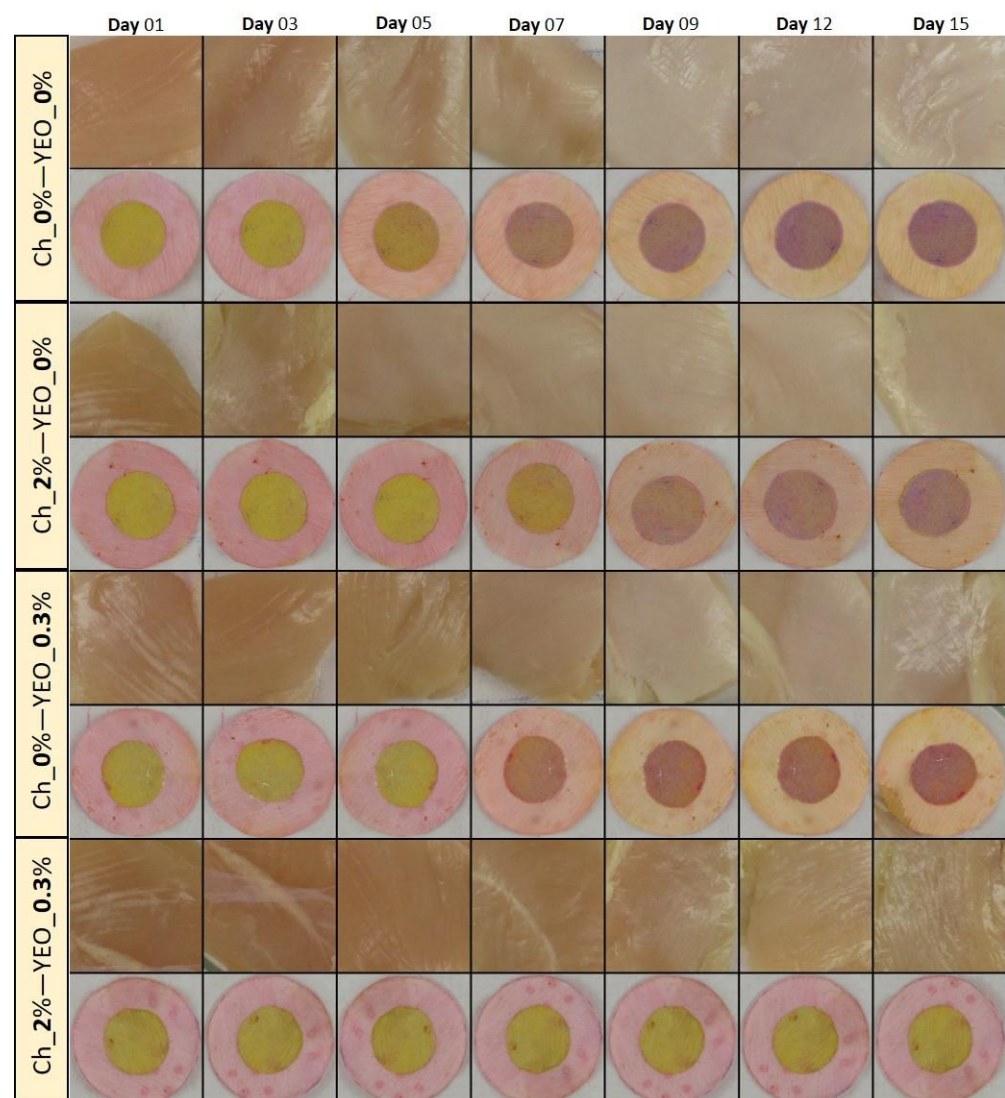 Day 01 Day 03 Day 05 Day 07 Day 09 Day 12 Day 15
Ch_0%—YEO_0%
Ch_2%—YEO_0%
Ch_0%—YEO_0.3%
Ch_2%—YEO_0.3%